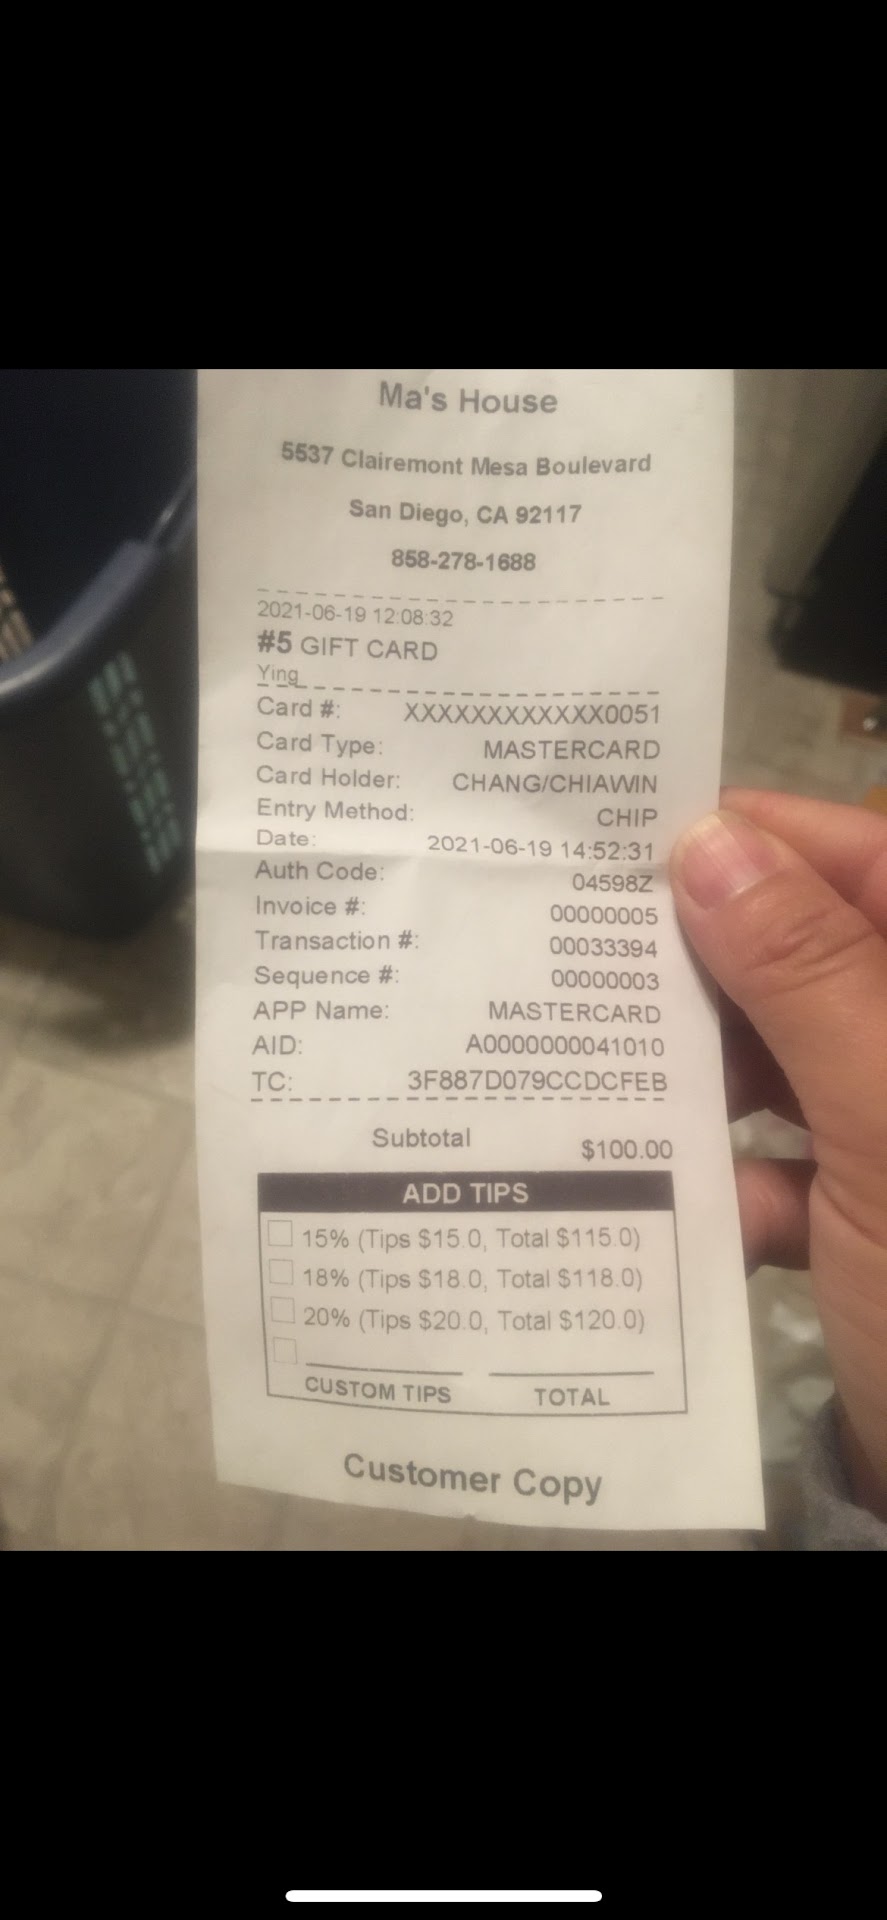 Ma's House
5537 Clairemont Mesa Boulevard
San Diego, CA 92117
858-278-1688
2021-06-19 12:08:32
#5 GIFT CARD
Ying
Card #: XXXXXXXXXXXX0051
Card Type: MASTERCARD
Card Holder: CHANG/CHIAWIN
Entry Method: CHIP
Date: 2021-06-19 14:52:31
Auth Code: 04598Z
Invoice #: 00000005
Transaction #: 00033394
Sequence #: 00000003
APP Name: MASTERCARD
AID: A0000000041010
TC: 3F887D079CCDCFEB
Subtotal $100.00
ADD TIPS
15% (Tips $15.0, Total $115.0)
18% (Tips $18.0, Total $118.0)
20% (Tips $20.0, Total $120.0)
CUSTOM TIPS TOTAL
Customer Copy